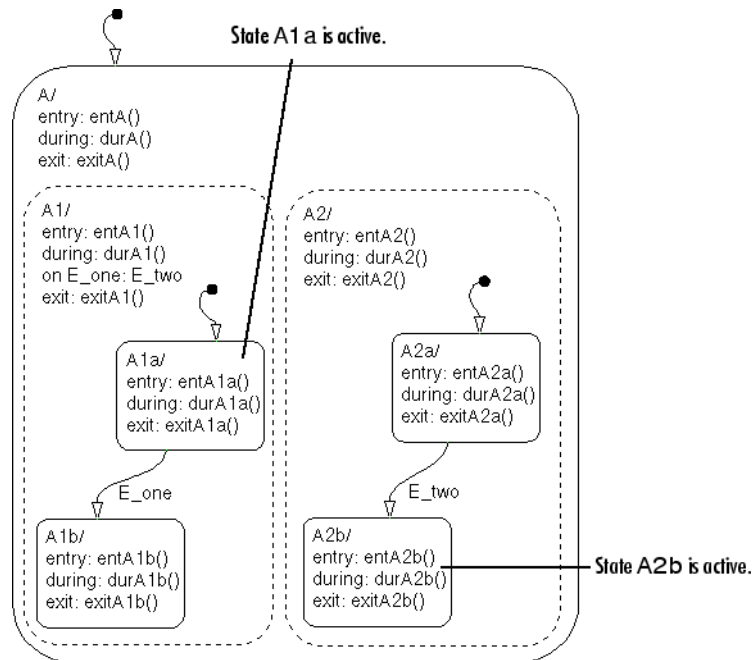 State A1a is active.
A/
entry: entA()
during: durA()
exit: exitA()
A1/
entry: entA1()
during: durA1()
on E_one: E_two
exit: exitA1()
A2/
entry: entA2()
during: durA2()
exit: exitA2()
A1a/
entry: entA1a()
during: durA1a()
exit: exitA1a()
A2a/
entry: entA2a()
during: durA2a()
exit: exitA2a()
E_one
E_two
A1b/
entry: entA1b()
during: durA1b()
exit: exitA1b()
A2b/
entry: entA2b()
during: durA2b()
exit: exitA2b()
State A2b is active.